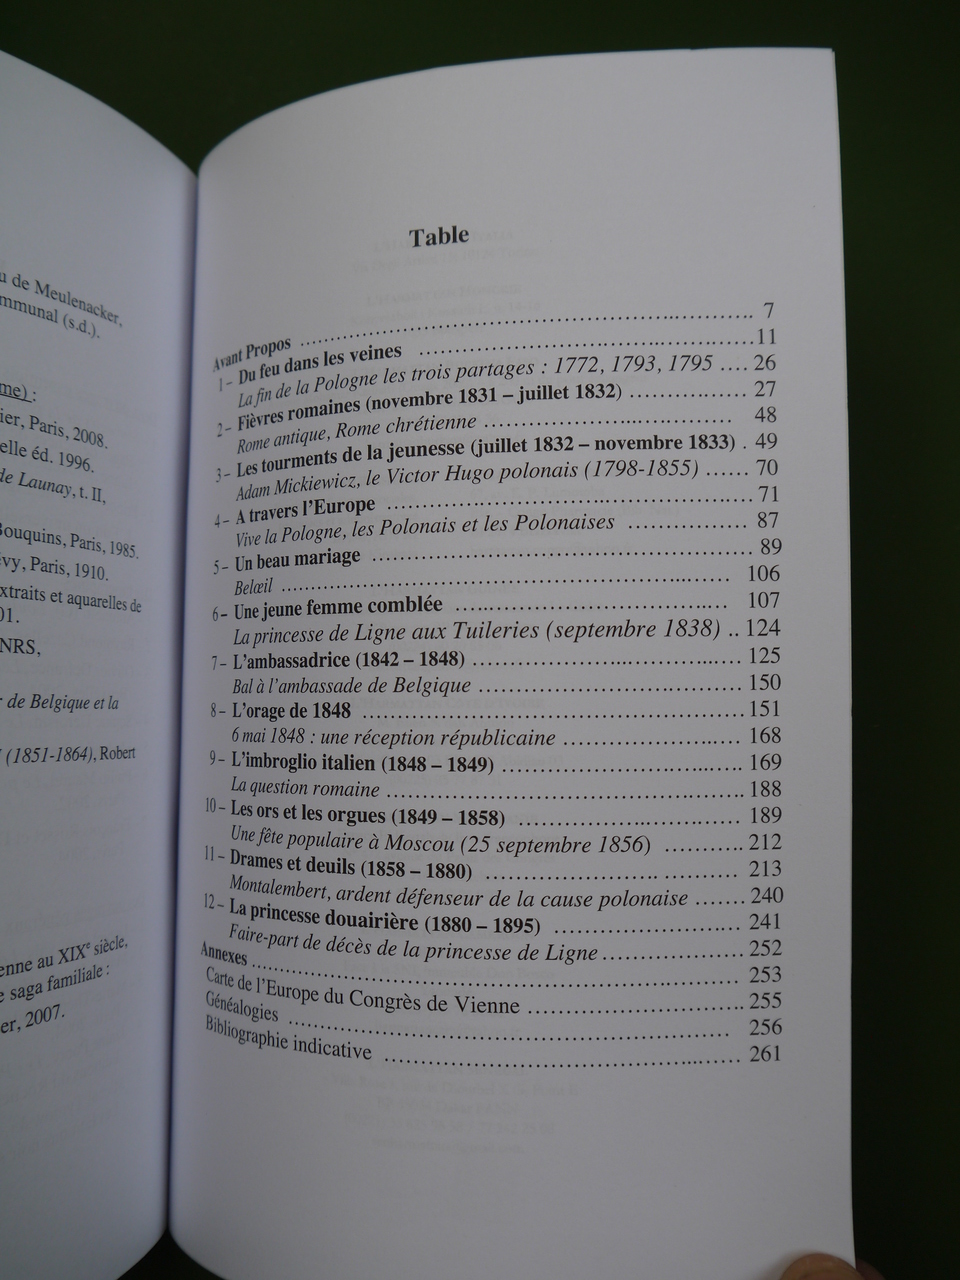 u de Meulenacker,
mmunal (s.d.).
me) :
ier, Paris, 2008.
elle éd. 1996.
de Launay, t. II,
Bouquins, Paris, 1985.
vy, Paris, 1910.
xtraits et aquarelles de
01.
NRS,
r de Belgique et la
(1851-1864), Robert
enne au XIXe siècle,
e saga familiale :
er, 2007.
Table
Avant Propos .......... 7
1 – Du feu dans les veines .......... 11
La fin de la Pologne les trois partages : 1772, 1793, 1795 .... 26
2 – Fièvres romaines (novembre 1831 – juillet 1832) .......... 27
Rome antique, Rome chrétienne .......... 48
3 – Les tourments de la jeunesse (juillet 1832 – novembre 1833) . 49
Adam Mickiewicz, le Victor Hugo polonais (1798-1855) ...... 70
4 – A travers l'Europe .......... 71
Vive la Pologne, les Polonais et les Polonaises .......... 87
5 – Un beau mariage .......... 89
Belœil .......... 106
6 – Une jeune femme comblée .......... 107
La princesse de Ligne aux Tuileries (septembre 1838) .. 124
7 – L'ambassadrice (1842 – 1848) .......... 125
Bal à l'ambassade de Belgique .......... 150
8 – L'orage de 1848 .......... 151
6 mai 1848 : une réception républicaine .......... 168
9 – L'imbroglio italien (1848 – 1849) .......... 169
La question romaine .......... 188
10 – Les ors et les orgues (1849 – 1858) .......... 189
Une fête populaire à Moscou (25 septembre 1856) .......... 212
11 – Drames et deuils (1858 – 1880) .......... 213
Montalembert, ardent défenseur de la cause polonaise ....... 240
12 – La princesse douairière (1880 – 1895) .......... 241
Faire-part de décès de la princesse de Ligne .......... 252
Annexes .......... 253
Carte de l'Europe du Congrès de Vienne .......... 255
Généalogies .......... 256
Bibliographie indicative .......... 261